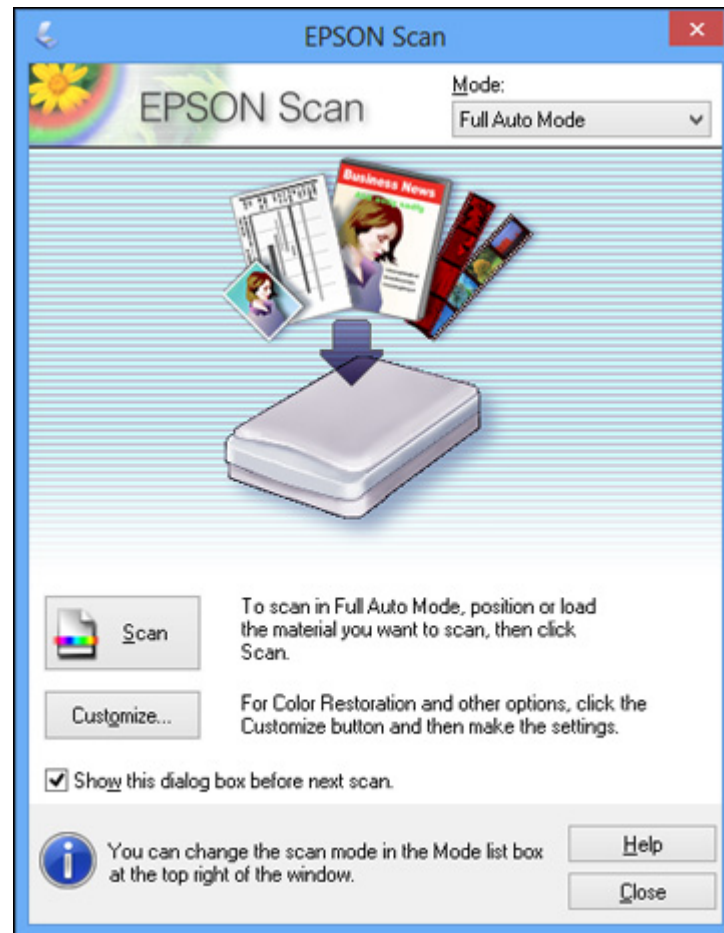 EPSON Scan
EPSON Scan
Mode:
Full Auto Mode
Business News
Scan
To scan in Full Auto Mode, position or load
the material you want to scan, then click
Scan.
Customize...
For Color Restoration and other options, click the
Customize button and then make the settings.
Show this dialog box before next scan.
You can change the scan mode in the Mode list box
at the top right of the window.
Help
Close